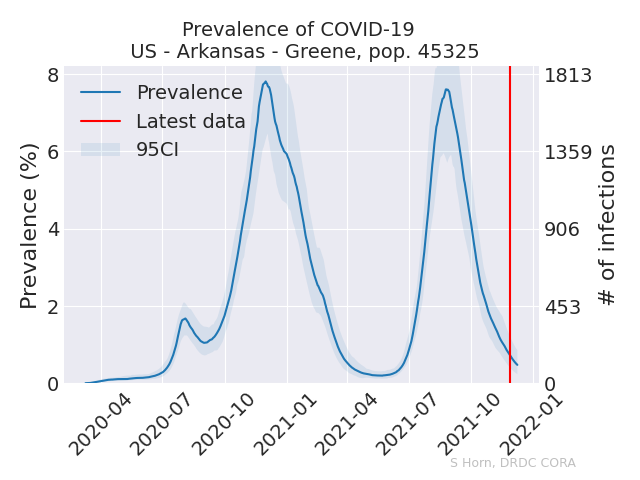 Prevalence of COVID-19
US - Arkansas - Greene, pop. 45325
Prevalence
Latest data
95CI
Prevalence (%)
8
6
4
2
0
# of infections
1813
1359
906
453
0
2020-04
2020-07
2020-10
2021-01
2021-04
2021-07
2021-10
2022-01
S Horn, DRDC CORA